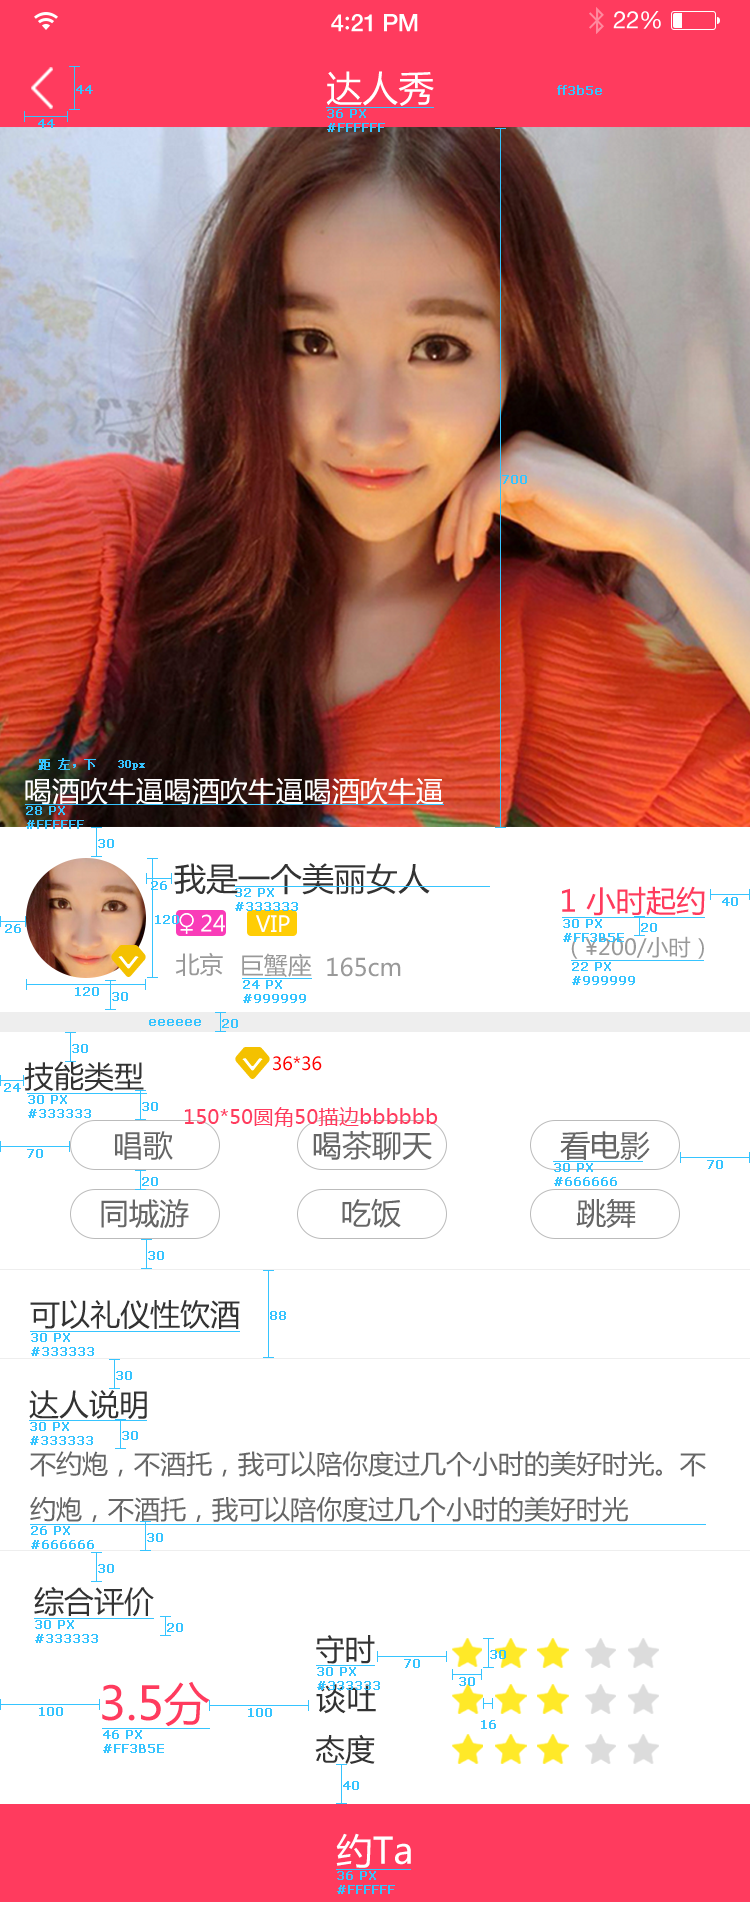 4:21 PM
22%
44
44
达人秀
36 PX
#FFFFFF
ff3b5e
700
距 左,下 30px
喝酒吹牛逼喝酒吹牛逼喝酒吹牛逼
28 PX
#FFFFFF
30
26
120
26
120
30
我是一个美丽女人
32 PX
#333333
♀24
VIP
北京 巨蟹座 165cm
24 PX
#999999
1 小时起约
30 PX
#FF3B5E
20
40
( ¥200/小时 )
22 PX
#999999
eeeeee
20
30
24
技能类型
30 PX
#333333
30
36*36
150*50圆角50描边bbbbbb
70
唱歌
喝茶聊天
看电影
30 PX
#666666
70
20
同城游
吃饭
跳舞
30
可以礼仪性饮酒
30 PX
#333333
88
30
达人说明
30 PX
#333333
30
不约炮，不酒托，我可以陪你度过几个小时的美好时光。不
约炮，不酒托，我可以陪你度过几个小时的美好时光
26 PX
#666666
30
30
综合评价
30 PX
#333333
20
守时
30 PX
#333333
70
30
30
谈吐
16
100
3.5分
46 PX
#FF3B5E
100
态度
40
约Ta
36 PX
#FFFFFF